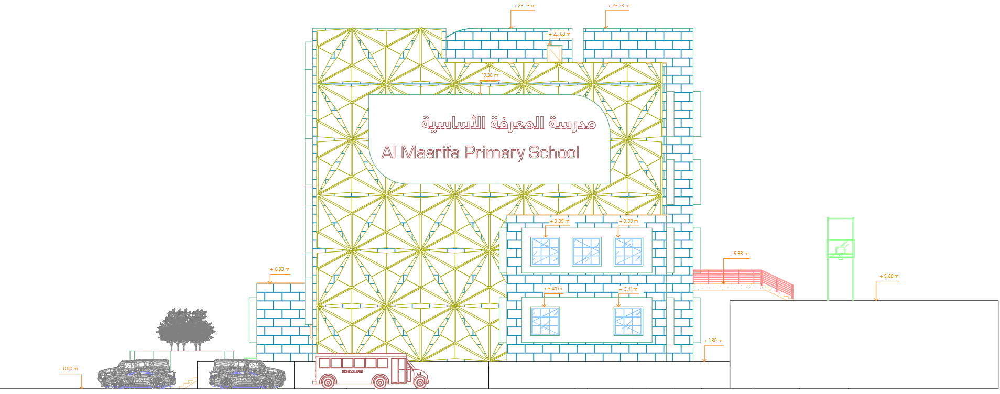 + 23.73 m
+ 23.73 m
+ 22.63 m
19.38 m
مدرسة المعرفة الأساسية
Al Maarifa Primary School
+ 9.99 m
+ 9.99 m
+ 6.93 m
+ 6.93 m
+ 5.80 m
+ 5.41 m
+ 5.41 m
+ 1.80 m
+ 0,00 m
SCHOOL BUS